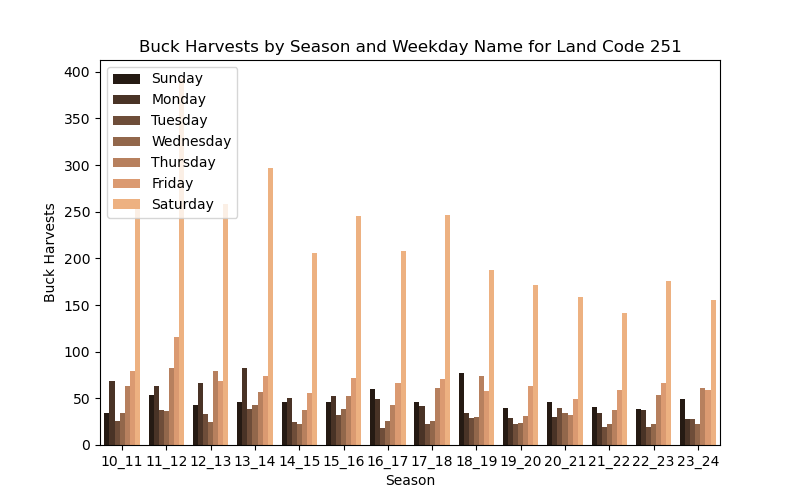 Buck Harvests by Season and Weekday Name for Land Code 251
400
350
300
250
200
150
100
50
0
Buck Harvests
Sunday
Monday
Tuesday
Wednesday
Thursday
Friday
Saturday
10_11 11_12 12_13 13_14 14_15 15_16 16_17 17_18 18_19 19_20 20_21 21_22 22_23 23_24
Season